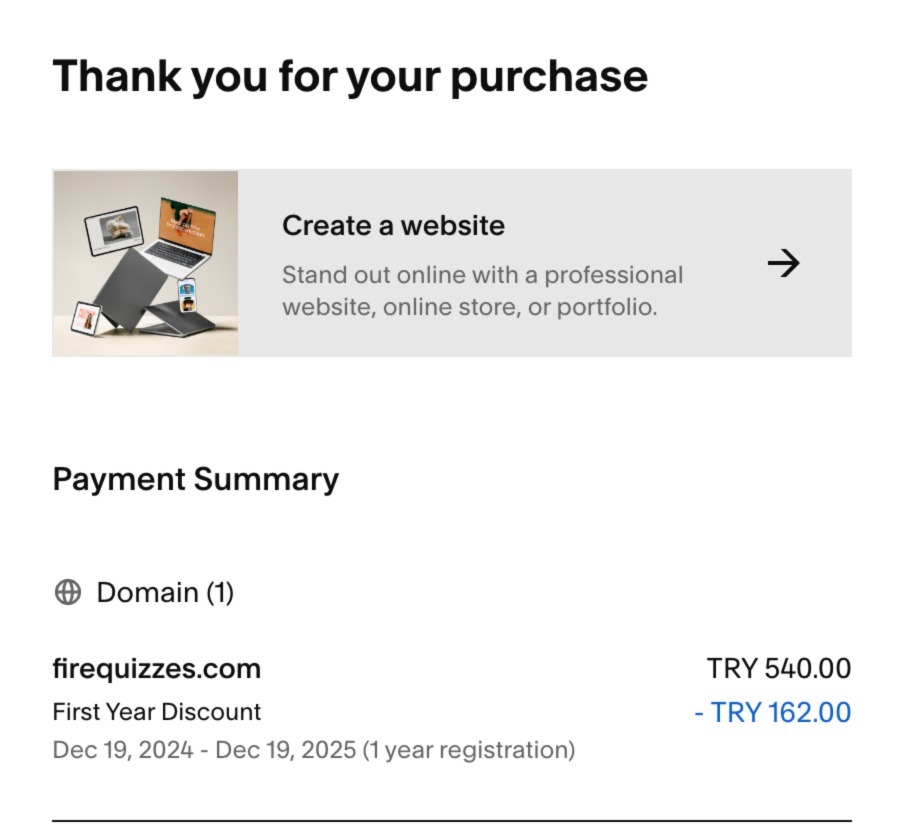 Thank you for your purchase
Create a website
Stand out online with a professional
website, online store, or portfolio.
Payment Summary
Domain (1)
firequizzes.com
TRY 540.00
First Year Discount
- TRY 162.00
Dec 19, 2024 - Dec 19, 2025 (1 year registration)